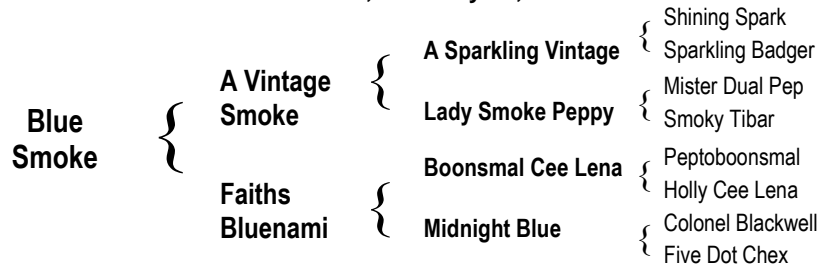 Shining Spark
A Sparkling Vintage
Sparkling Badger
A Vintage
Smoke
Mister Dual Pep
Lady Smoke Peppy
Smoky Tibar
Blue
Smoke
Peptoboonsmal
Boonsmal Cee Lena
Holly Cee Lena
Faiths
Bluenami
Colonel Blackwell
Midnight Blue
Five Dot Chex